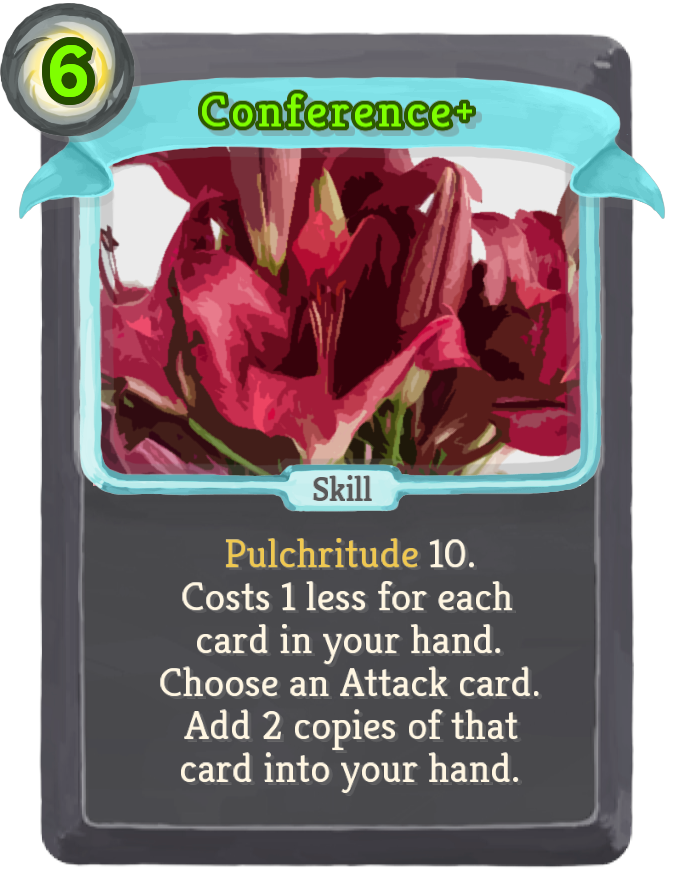 6
Conference+
Skill
Pulchritude 10.
Costs 1 less for each
card in your hand.
Choose an Attack card.
Add 2 copies of that
card into your hand.